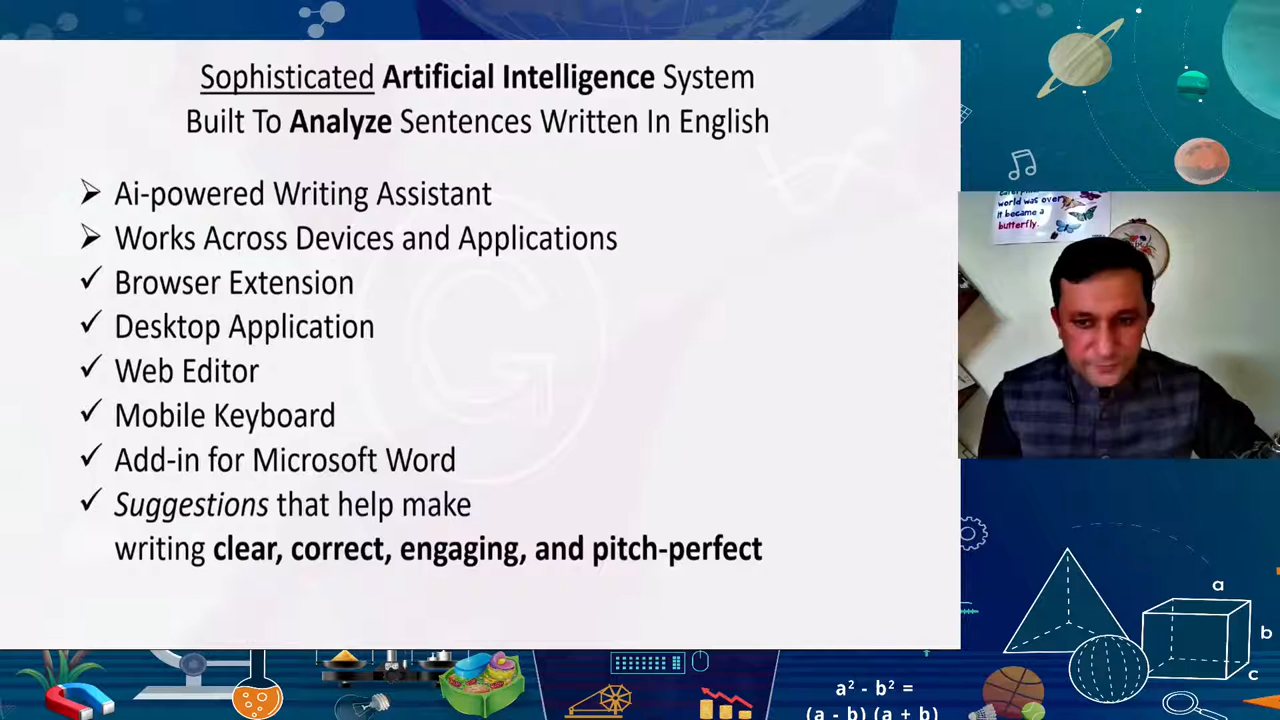 Sophisticated Artificial Intelligence System
Built To Analyze Sentences Written In English
Ai-powered Writing Assistant
Works Across Devices and Applications
Browser Extension
Desktop Application
Web Editor
Mobile Keyboard
Add-in for Microsoft Word
Suggestions that help make
writing clear, correct, engaging, and pitch-perfect
world was over
It became a
butterfly.
a
b
c
a² - b² =
(a - b) (a + b)